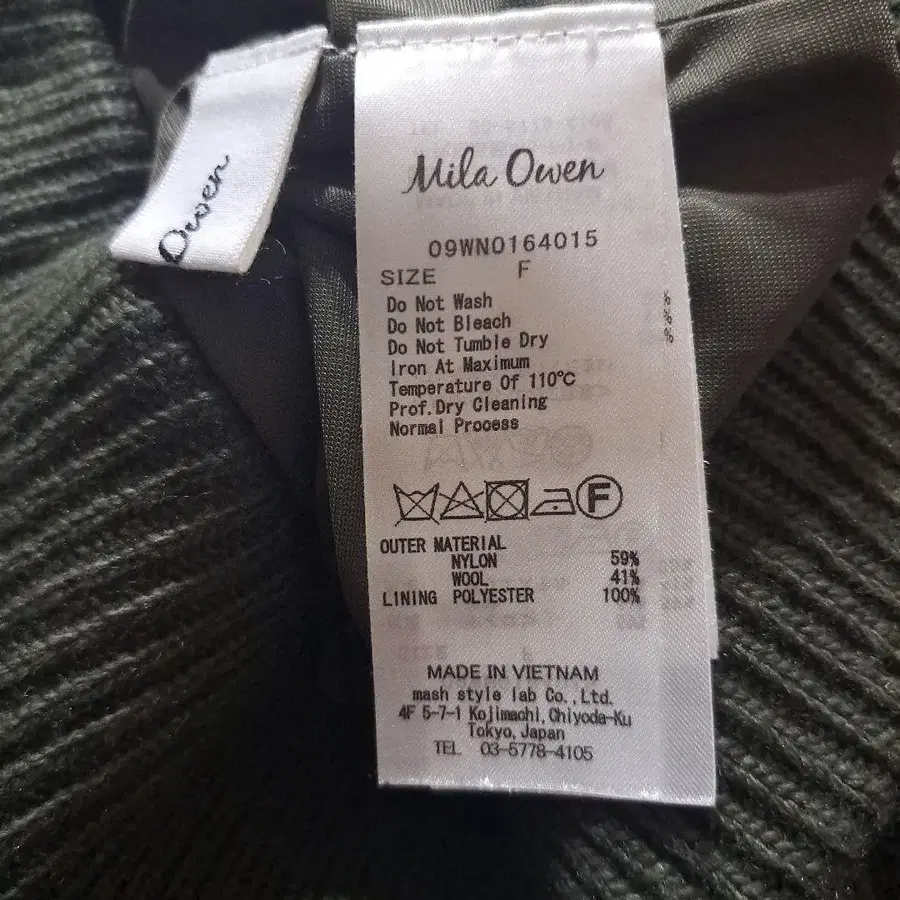 Owen
Mila Owen
09WN0164015
SIZE F
Do Not Wash
Do Not Bleach
Do Not Tumble Dry
Iron At Maximum
Temperature Of 110℃
Prof.Dry Cleaning
Normal Process
F
OUTER MATERIAL
NYLON 59%
WOOL 41%
LINING POLYESTER 100%
MADE IN VIETNAM
mash style lab Co.,Ltd.
4F 5-7-1 Kojimachi,Chiyoda-Ku
Tokyo,Japan
TEL 03-5778-4105